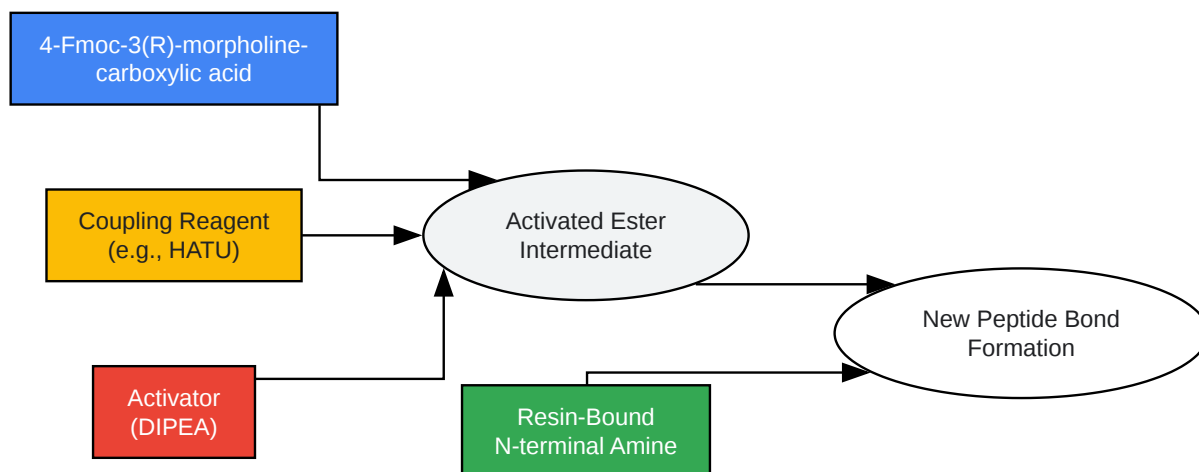 4-Fmoc-3(R)-morpholine-
carboxylic acid
Coupling Reagent
(e.g., HATU)
Activated Ester
Intermediate
New Peptide Bond
Formation
Activator
(DIPEA)
Resin-Bound
N-terminal Amine